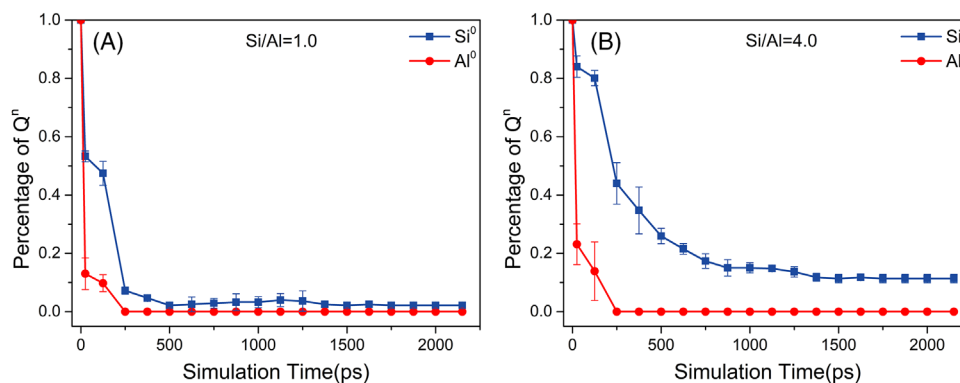 (A)
Si/Al=1.0
Si⁰
Al⁰
Percentage of Qⁿ
1.0
0.8
0.6
0.4
0.2
0.0
0
500
1000
1500
2000
Simulation Time(ps)
(B)
Si/Al=4.0
Si
Al
Percentage of Qⁿ
1.0
0.8
0.6
0.4
0.2
0.0
0
500
1000
1500
2000
Simulation Time(ps)